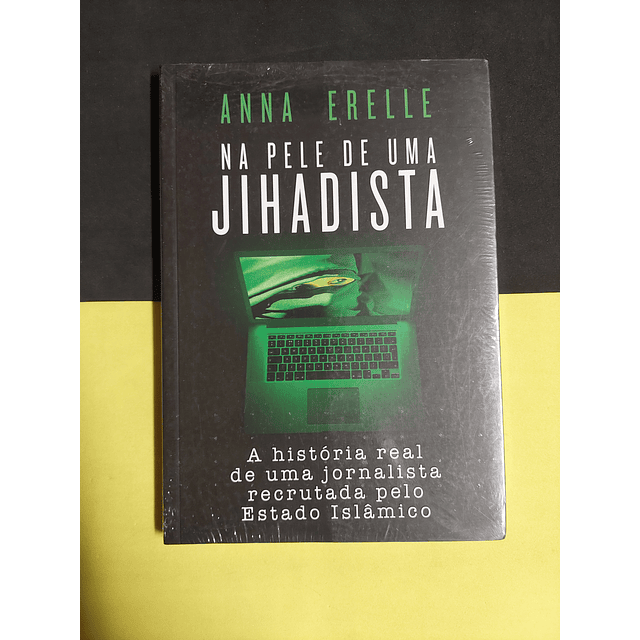 ANNA ERELLE
NA PELE DE UMA
JIHADISTA
A história real
de uma jornalista
recrutada pelo
Estado Islâmico